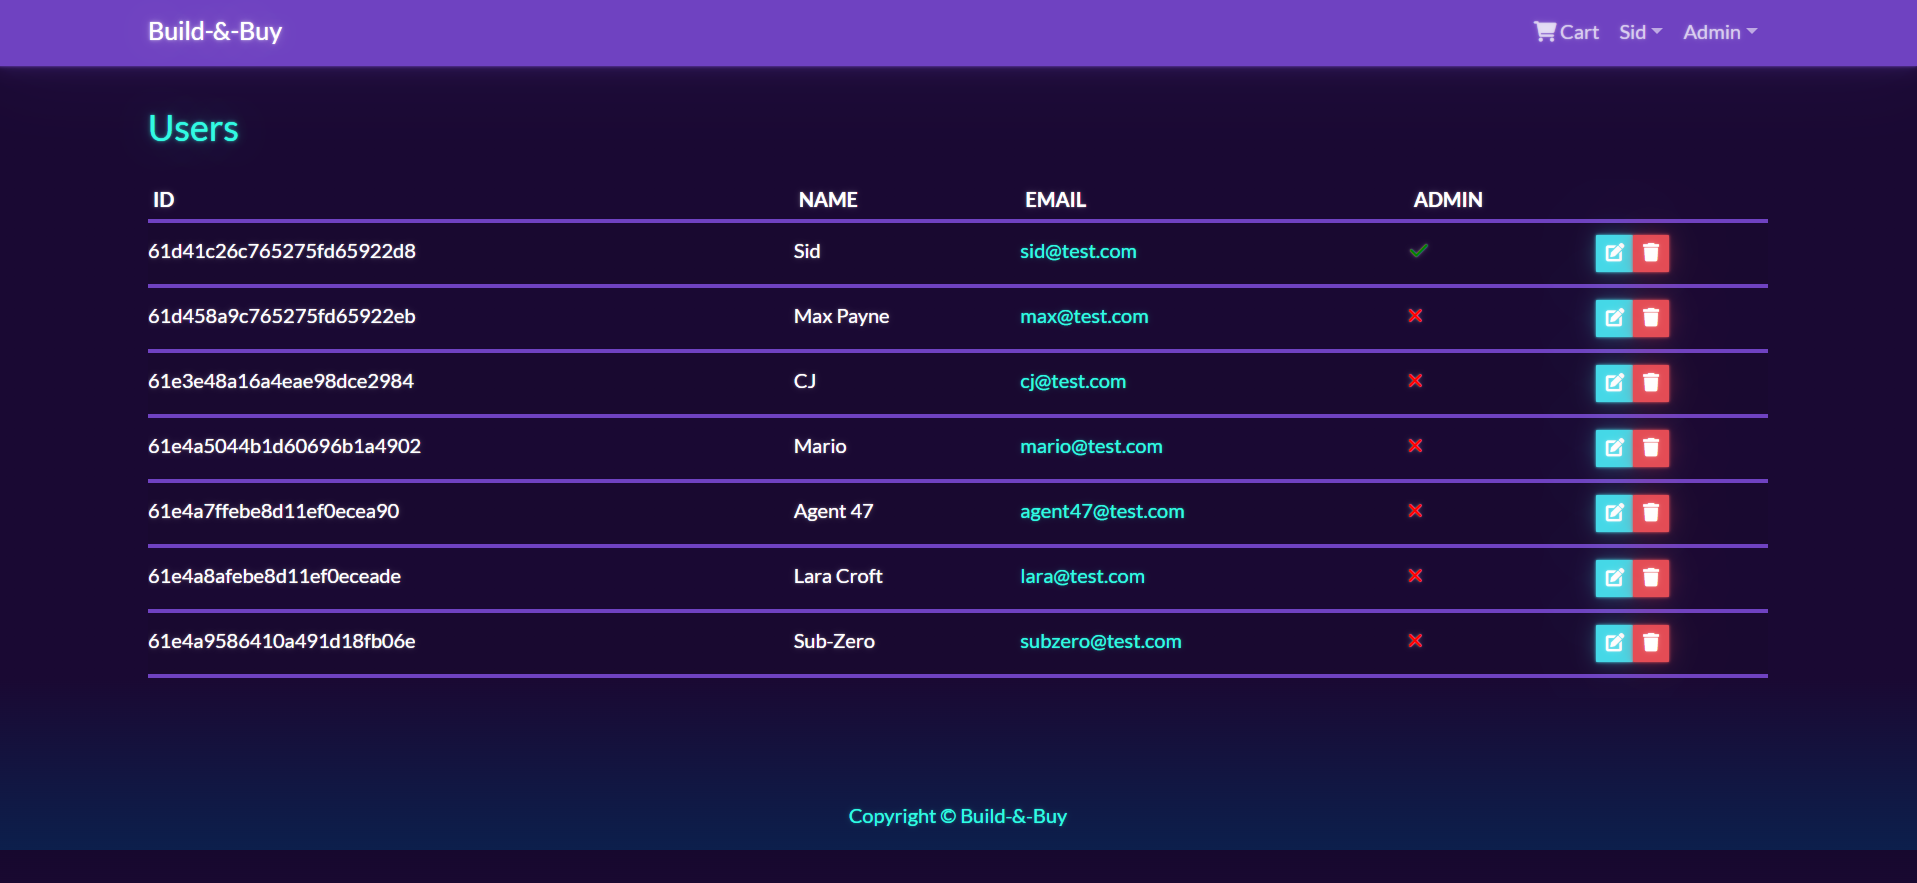 Build-&-Buy Cart Sid Admin
Users
ID NAME EMAIL ADMIN
61d41c26c765275fd65922d8 Sid sid@test.com
61d458a9c765275fd65922eb Max Payne max@test.com
61e3e48a16a4eae98dce2984 CJ cj@test.com
61e4a5044b1d60696b1a4902 Mario mario@test.com
61e4a7ffebe8d11ef0ecea90 Agent 47 agent47@test.com
61e4a8afebe8d11ef0eceade Lara Croft lara@test.com
61e4a9586410a491d18fb06e Sub-Zero subzero@test.com
Copyright © Build-&-Buy